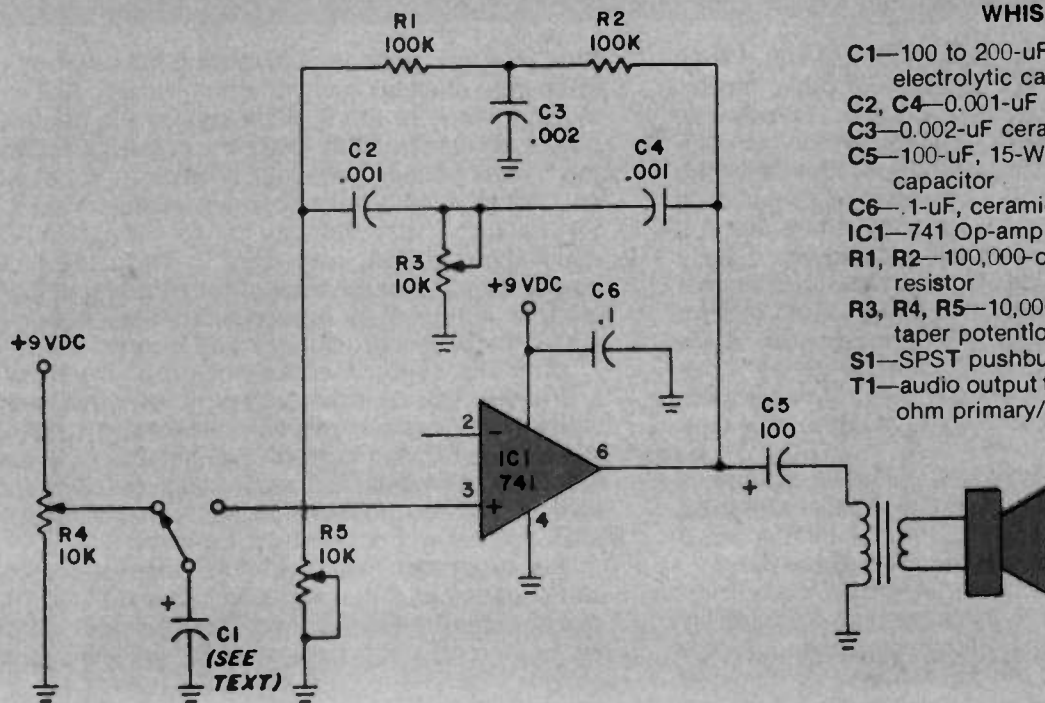 R1
100K
R2
100K
C3
.002
C2
.001
C4
.001
R3
10K
+9 VDC
C6
.1
+9 VDC
R4
10K
+
C1
(SEE
TEXT)
R5
10K
2
-
3
+
IC1
741
6
4
C5
100
+
WHIS
C1—100 to 200-uF
electrolytic ca
C2, C4—0.001-uF
C3—0.002-uF cera
C5—100-uF, 15-W
capacitor
C6—.1-uF, cerami
IC1—741 Op-amp
R1, R2—100,000-o
resistor
R3, R4, R5—10,00
taper potentio
S1—SPST pushbu
T1—audio output t
ohm primary/